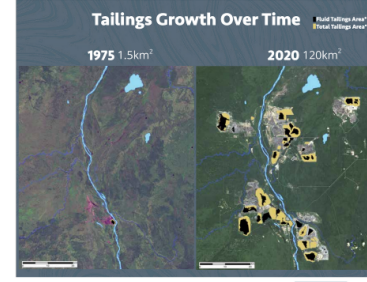 Tailings Growth Over Time
Fluid Tailings Area*
Total Tailings Area*
1975 1.5km²
2020 120km²